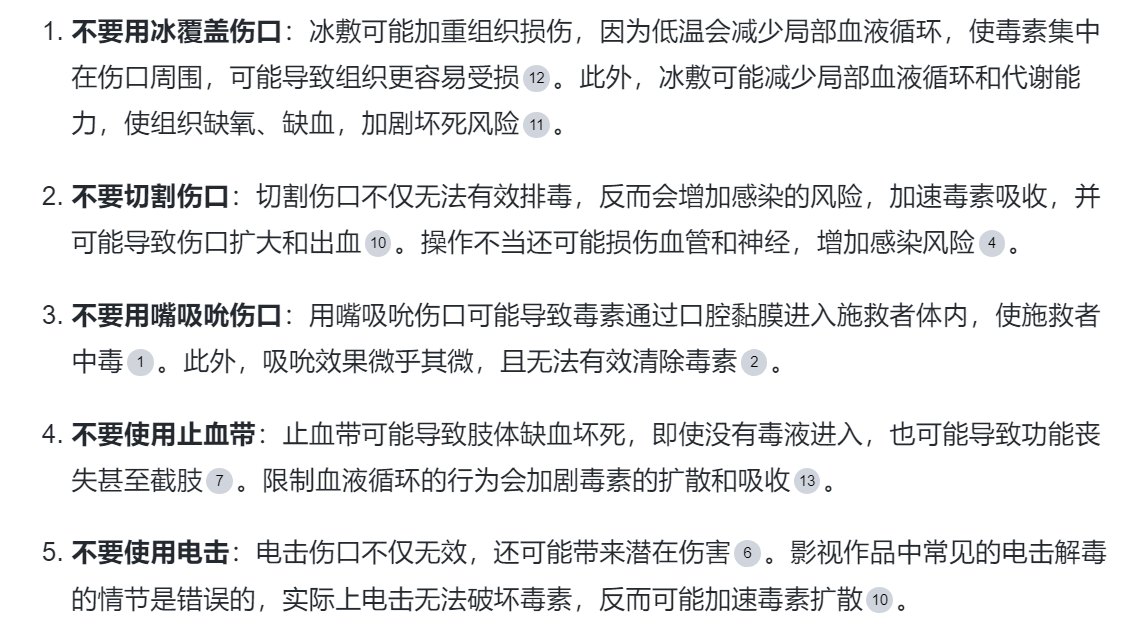 1. 不要用冰覆盖伤口：冰敷可能加重组织损伤，因为低温会减少局部血液循环，使毒素集中
在伤口周围，可能导致组织更容易受损 12 。此外，冰敷可能减少局部血液循环和代谢能
力，使组织缺氧、缺血，加剧坏死风险 11 。
2. 不要切割伤口：切割伤口不仅无法有效排毒，反而会增加感染的风险，加速毒素吸收，并
可能导致伤口扩大和出血 10 。操作不当还可能损伤血管和神经，增加感染风险 4 。
3. 不要用嘴吸吮伤口：用嘴吸吮伤口可能导致毒素通过口腔黏膜进入施救者体内，使施救者
中毒 1 。此外，吸吮效果微乎其微，且无法有效清除毒素 2 。
4. 不要使用止血带：止血带可能导致肢体缺血坏死，即使没有毒液进入，也可能导致功能丧
失甚至截肢 7 。限制血液循环的行为会加剧毒素的扩散和吸收 13 。
5. 不要使用电击：电击伤口不仅无效，还可能带来潜在伤害 6 。影视作品中常见的电击解毒
的情节是错误的，实际上电击无法破坏毒素，反而可能加速毒素扩散 10 。